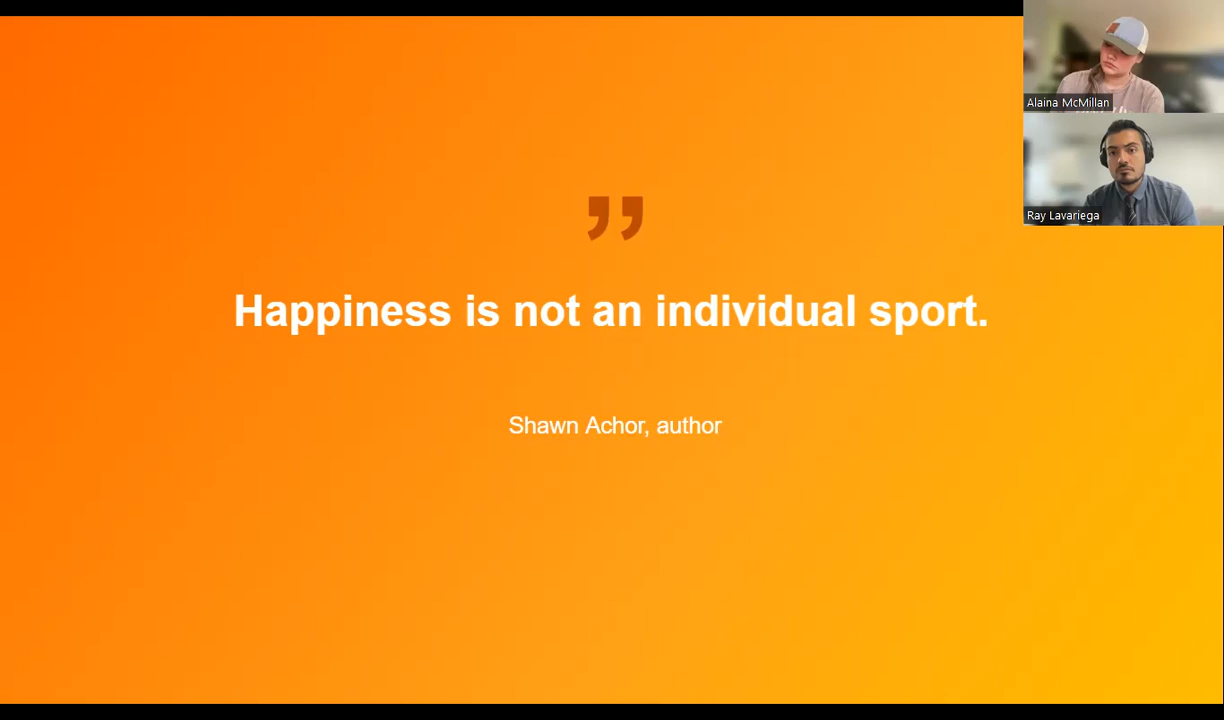 ”
Happiness is not an individual sport.
Shawn Achor, author
Alaina McMillan
Ray Lavariega